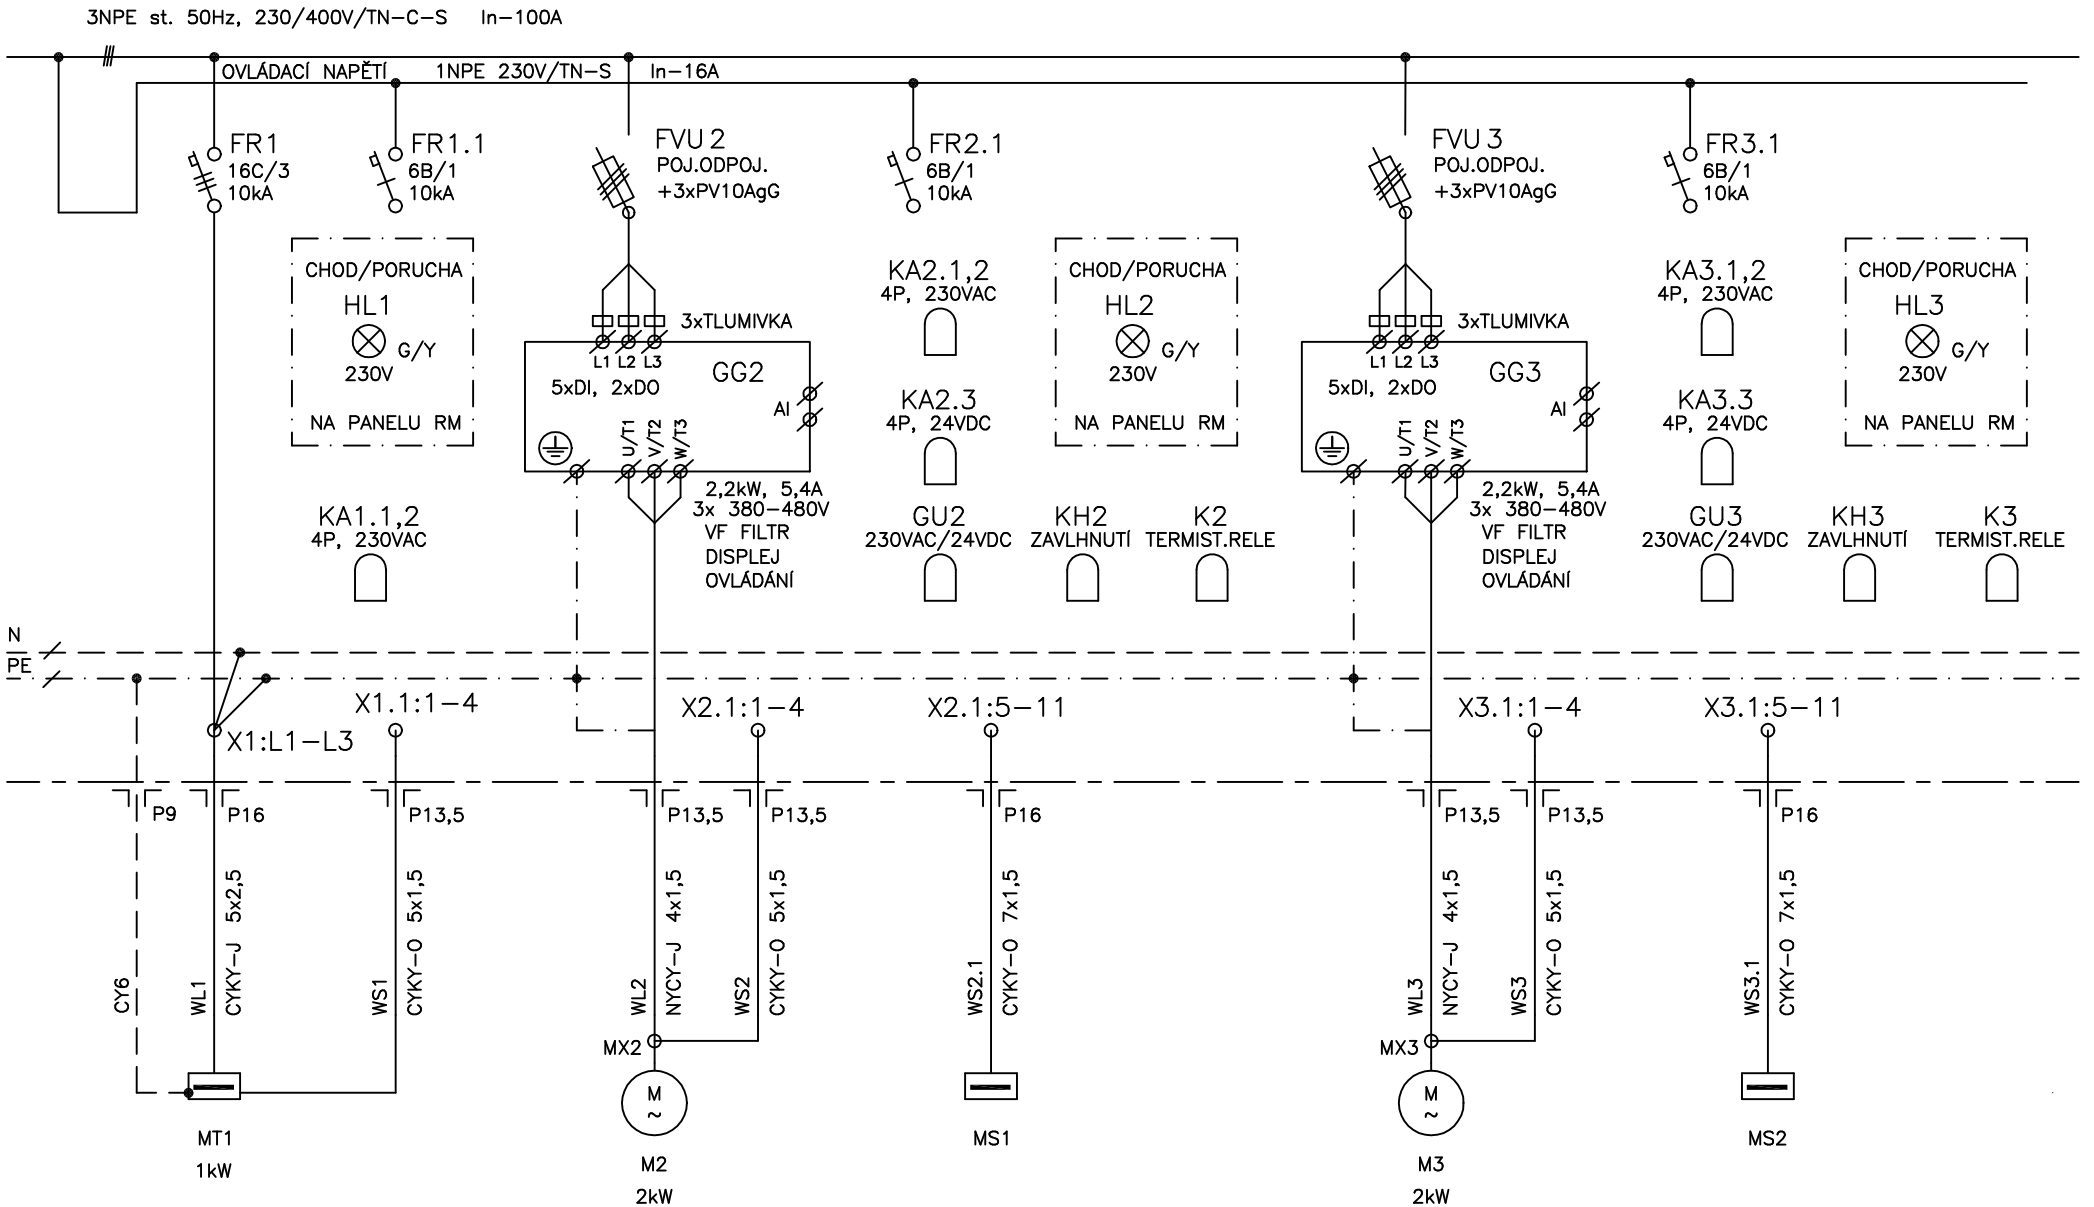 3NPE st. 50Hz, 230/400V/TN-C-S In-100A
OVLÁDACÍ NAPĚTÍ 1NPE 230V/TN-S In-16A
FR1
16C/3
10kA
FR1.1
6B/1
10kA
FVU 2
POJ.ODPOJ.
+3xPV10AgG
FR2.1
6B/1
10kA
FVU 3
POJ.ODPOJ.
+3xPV10AgG
FR3.1
6B/1
10kA
CHOD/PORUCHA
HL1
G/Y
230V
NA PANELU RM
KA1.1,2
4P, 230VAC
3xTLUMIVKA
L1 L2 L3
GG2
5xDI, 2xDO
AI
U/T1
V/T2
W/T3
2,2kW, 5,4A
3x 380-480V
VF FILTR
DISPLEJ
OVLÁDÁNÍ
KA2.1,2
4P, 230VAC
KA2.3
4P, 24VDC
GU2
230VAC/24VDC
CHOD/PORUCHA
HL2
G/Y
230V
NA PANELU RM
KH2
ZAVLHNUTÍ
K2
TERMIST.RELE
3xTLUMIVKA
L1 L2 L3
GG3
5xDI, 2xDO
AI
U/T1
V/T2
W/T3
2,2kW, 5,4A
3x 380-480V
VF FILTR
DISPLEJ
OVLÁDÁNÍ
KA3.1,2
4P, 230VAC
KA3.3
4P, 24VDC
GU3
230VAC/24VDC
CHOD/PORUCHA
HL3
G/Y
230V
NA PANELU RM
KH3
ZAVLHNUTÍ
K3
TERMIST.RELE
N
PE
X1:L1-L3
X1.1:1-4
X2.1:1-4
X2.1:5-11
X3.1:1-4
X3.1:5-11
P9
P16
P13,5
P13,5
P13,5
P16
P13,5
P13,5
P16
CY6
WL1
CYKY-J 5x2,5
WS1
CYKY-O 5x1,5
WL2
NYCY-J 4x1,5
WS2
CYKY-O 5x1,5
WS2.1
CYKY-O 7x1,5
WL3
NYCY-J 4x1,5
WS3
CYKY-O 5x1,5
WS3.1
CYKY-O 7x1,5
MX2
MX3
M
~
M
~
MT1
1kW
M2
2kW
MS1
M3
2kW
MS2